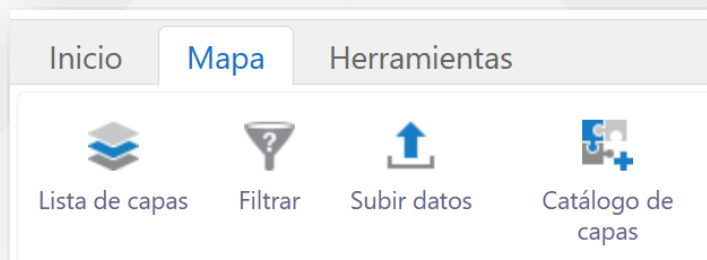 Inicio Mapa Herramientas
Lista de capas Filtrar Subir datos Catálogo de
capas